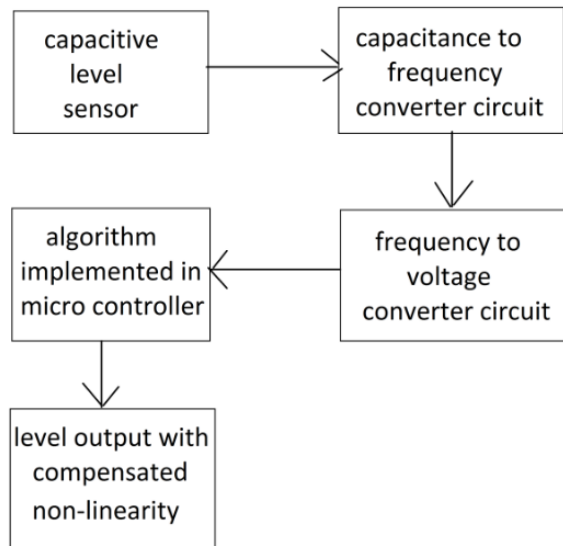 capacitive
level
sensor
capacitance to
frequency
converter circuit
frequency to
voltage
converter circuit
algorithm
implemented in
micro controller
level output with
compensated
non-linearity